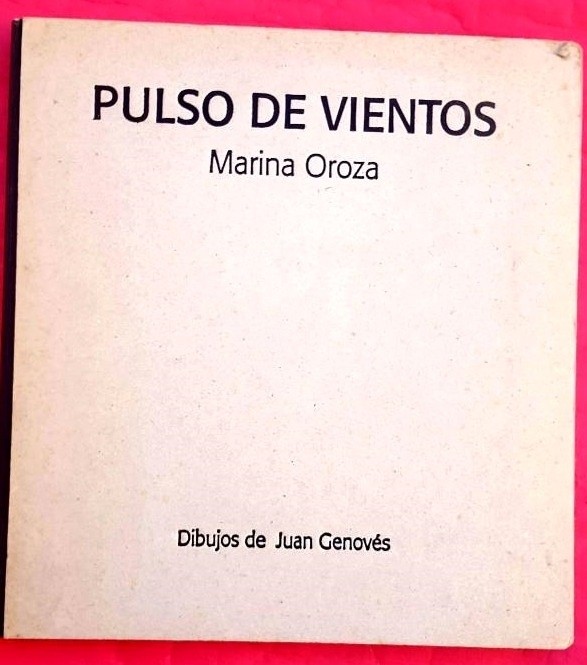 PULSO DE VIENTOS
Marina Oroza
Dibujos de Juan Genovés